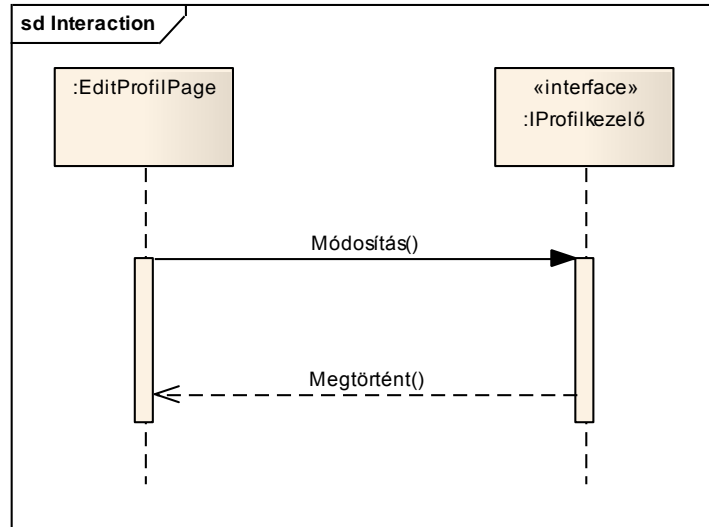 sd Interaction
:EditProfilPage
«interface»
:IProfilkezelő
Módosítás()
Megtörtént()